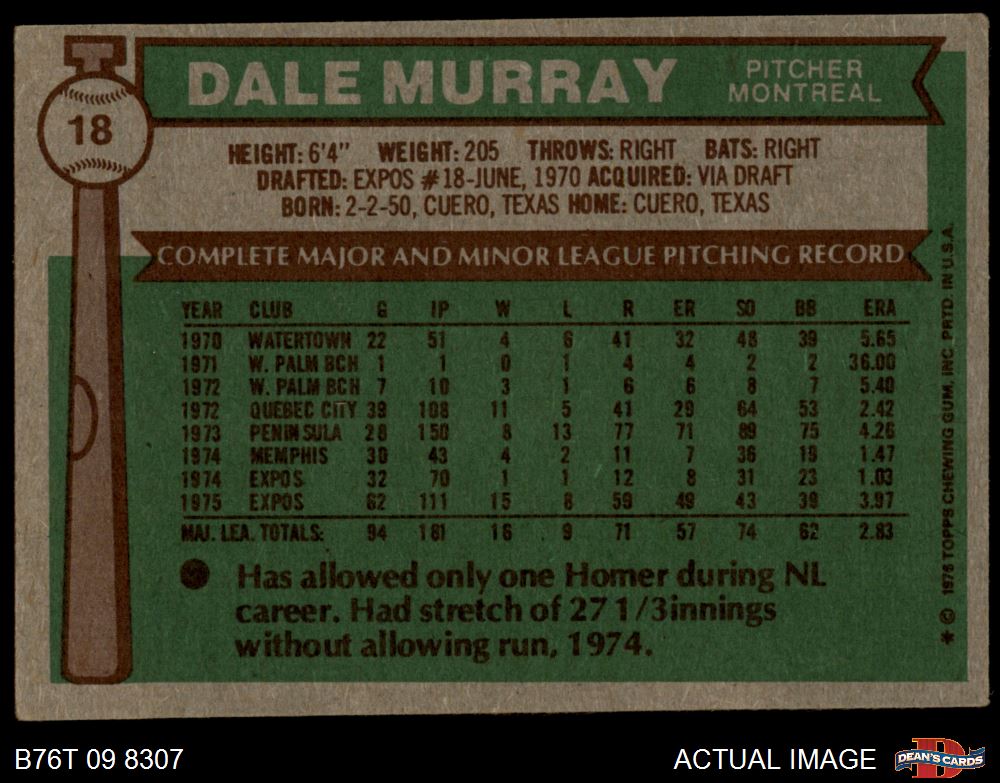 18
DALE MURRAY
PITCHER
MONTREAL
HEIGHT: 6'4" WEIGHT: 205 THROWS: RIGHT BATS: RIGHT
DRAFTED: EXPOS #18-JUNE, 1970 ACQUIRED: VIA DRAFT
BORN: 2-2-50, CUERO, TEXAS HOME: CUERO, TEXAS
COMPLETE MAJOR AND MINOR LEAGUE PITCHING RECORD
YEAR CLUB G IP W L R ER SO BB ERA
1970 WATERTOWN 22 51 4 6 41 32 48 39 5.65
1971 W. PALM BCH 1 1 0 1 4 4 2 2 36.00
1972 W. PALM BCH 7 10 3 1 6 6 8 7 5.40
1972 QUEBEC CITY 39 108 11 5 41 29 64 53 2.42
1973 PENINSULA 28 150 8 13 77 71 89 75 4.26
1974 MEMPHIS 30 43 4 2 11 7 36 19 1.47
1974 EXPOS 32 70 1 1 12 8 31 23 1.03
1975 EXPOS 62 111 15 8 59 49 43 39 3.97
MAJ. LEA. TOTALS: 94 181 16 9 71 57 74 62 2.83
Has allowed only one Homer during NL
career. Had stretch of 27 1/3 innings
without allowing run, 1974.
* © 1976 TOPPS CHEWING GUM, INC. PRTD. IN U.S.A.
B76T 09 8307
ACTUAL IMAGE
D
DEAN'S CARDS